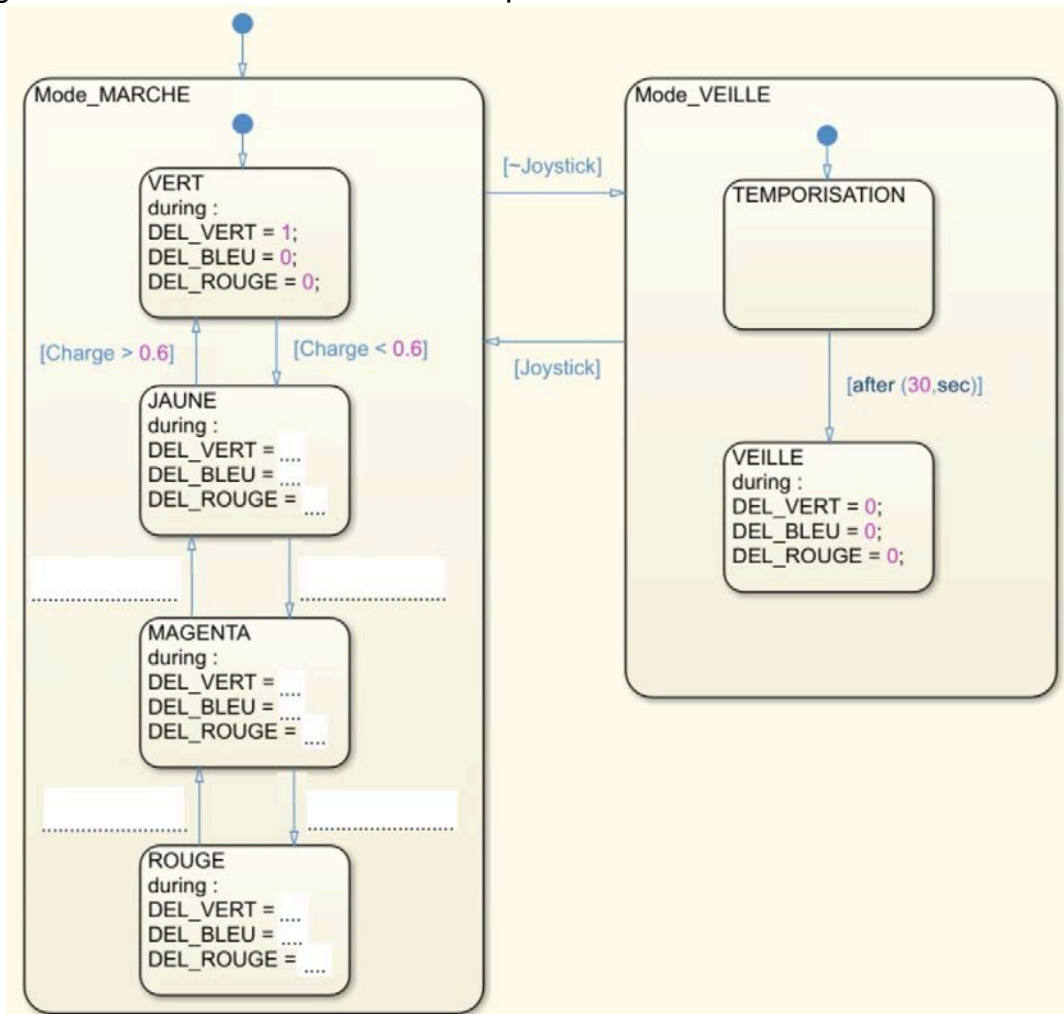 Mode_MARCHE
VERT
during :
DEL_VERT = 1;
DEL_BLEU = 0;
DEL_ROUGE = 0;
[Charge > 0.6]
[Charge < 0.6]
JAUNE
during :
DEL_VERT = ....
DEL_BLEU = ....
DEL_ROUGE = ....
................................
................................
MAGENTA
during :
DEL_VERT = ....
DEL_BLEU = ....
DEL_ROUGE = ....
................................
................................
ROUGE
during :
DEL_VERT = ....
DEL_BLEU = ....
DEL_ROUGE = ....
[~Joystick]
[Joystick]
Mode_VEILLE
TEMPORISATION
[after (30,sec)]
VEILLE
during :
DEL_VERT = 0;
DEL_BLEU = 0;
DEL_ROUGE = 0;